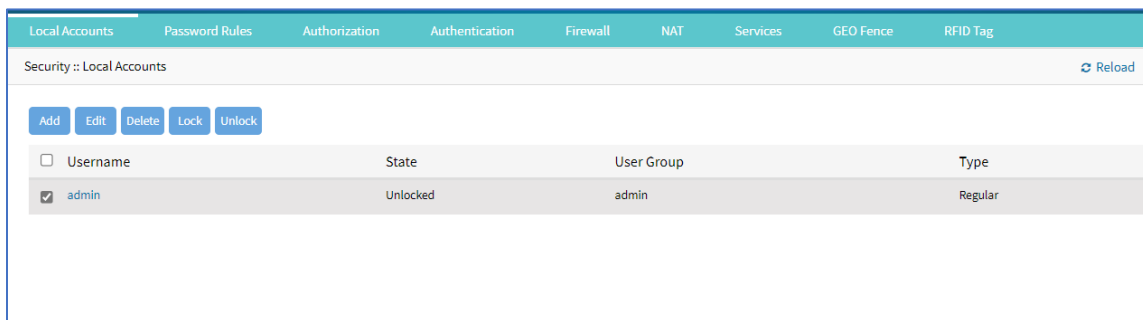 Local Accounts Password Rules Authorization Authentication Firewall NAT Services GEO Fence RFID Tag
Security :: Local Accounts Reload
Add Edit Delete Lock Unlock
Username State User Group Type
admin Unlocked admin Regular